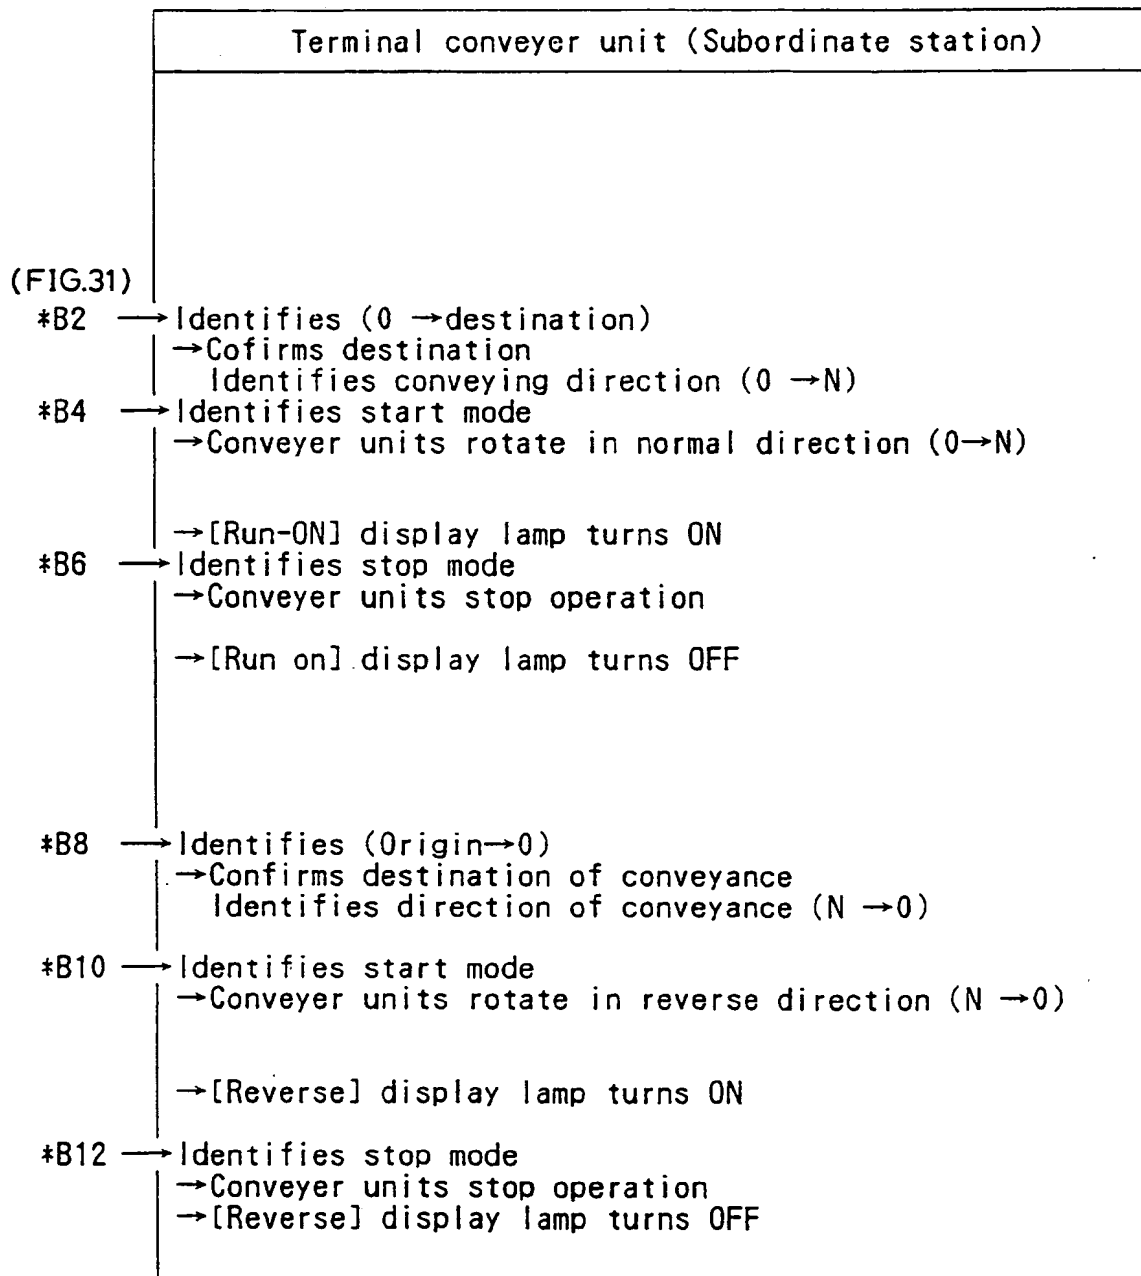 Terminal conveyer unit (Subordinate station)
(FIG.31)
*B2 →Identifies (0 →destination)
→Cofirms destination
Identifies conveying direction (0 →N)
*B4 →Identifies start mode
→Conveyer units rotate in normal direction (0→N)
→[Run-ON] display lamp turns ON
*B6 →Identifies stop mode
→Conveyer units stop operation
→[Run on] display lamp turns OFF
*B8 →Identifies (Origin→0)
→Confirms destination of conveyance
Identifies direction of conveyance (N →0)
*B10 →Identifies start mode
→Conveyer units rotate in reverse direction (N →0)
→[Reverse] display lamp turns ON
*B12 →Identifies stop mode
→Conveyer units stop operation
→[Reverse] display lamp turns OFF